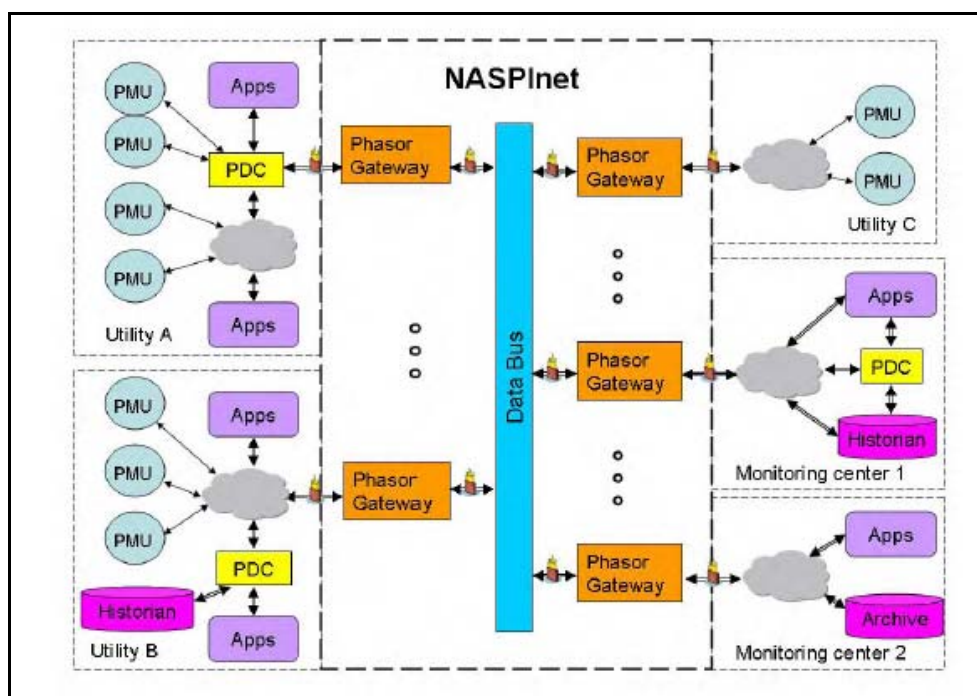 NASPInet
PMU
PMU
PMU
PMU
Apps
PDC
Apps
Utility A
PMU
PMU
PMU
Apps
PDC
Historian
Apps
Utility B
Phasor
Gateway
Phasor
Gateway
Data Bus
Phasor
Gateway
Phasor
Gateway
Phasor
Gateway
PMU
PMU
Utility C
Apps
PDC
Historian
Monitoring center 1
Apps
Archive
Monitoring center 2